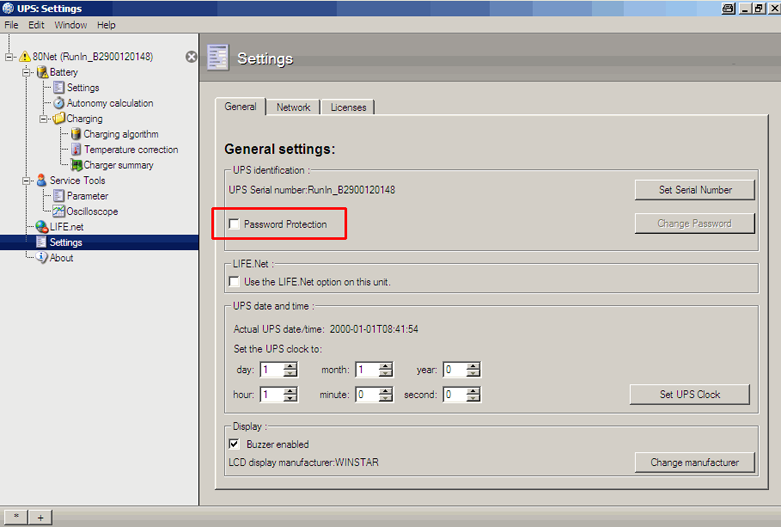 UPS: Settings
File Edit Window Help
80Net (RunIn_B2900120148)
Battery
Settings
Autonomy calculation
Charging
Charging algorithm
Temperature correction
Charger summary
Service Tools
Parameter
Oscilloscope
LIFE.net
Settings
About
Settings
General Network Licenses
General settings:
UPS identification :
UPS Serial number:RunIn_B2900120148 Set Serial Number
Password Protection Change Password
LIFE.Net :
Use the LIFE.Net option on this unit.
UPS date and time :
Actual UPS date/time: 2000-01-01T08:41:54
Set the UPS clock to:
day: 1 month: 1 year: 0
hour: 1 minute: 0 second: 0 Set UPS Clock
Display :
Buzzer enabled
LCD display manufacturer:WINSTAR Change manufacturer
* +